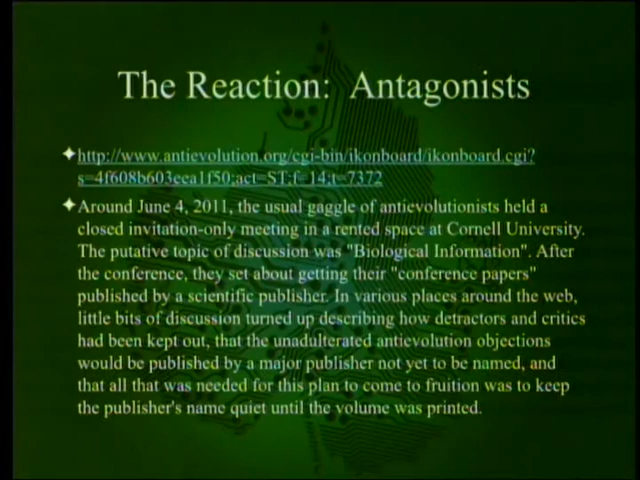 The Reaction: Antagonists
http://www.antievolution.org/cgi-bin/ikonboard/ikonboard.cgi?
s=4f608b603eea1f50;act=ST;f=14;t=7372
Around June 4, 2011, the usual gaggle of antievolutionists held a
closed invitation-only meeting in a rented space at Cornell University.
The putative topic of discussion was "Biological Information". After
the conference, they set about getting their "conference papers"
published by a scientific publisher. In various places around the web,
little bits of discussion turned up describing how detractors and critics
had been kept out, that the unadulterated antievolution objections
would be published by a major publisher not yet to be named, and
that all that was needed for this plan to come to fruition was to keep
the publisher's name quiet until the volume was printed.